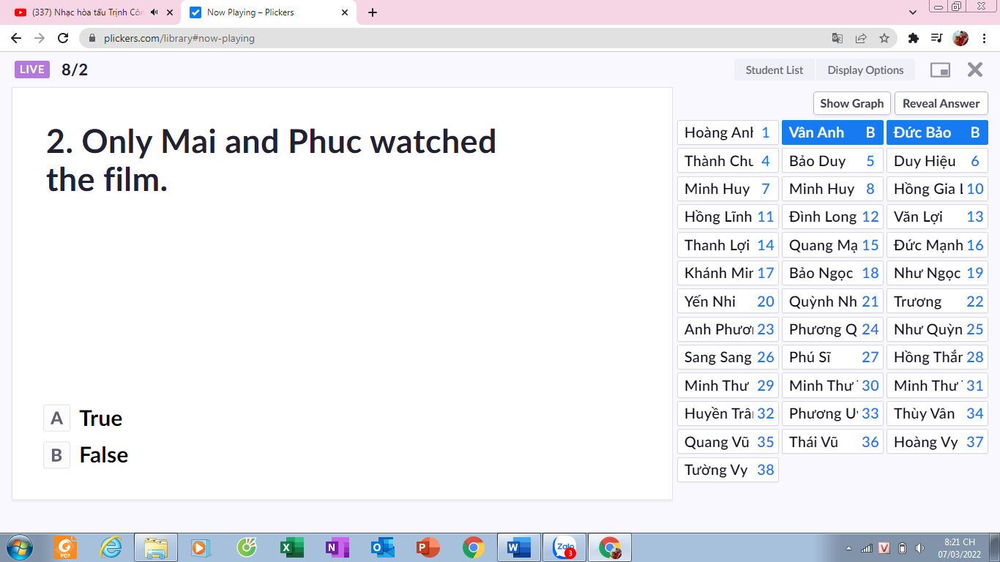 (337) Nhạc hòa tấu Trịnh Côn
Now Playing – Plickers
plickers.com/library#now-playing
LIVE 8/2
Student List
Display Options
Show Graph
Reveal Answer
2. Only Mai and Phuc watched
the film.
A True
B False
Hoàng Anh 1 Vân Anh B Đức Bảo B
Thành Chu 4 Bảo Duy 5 Duy Hiệu 6
Minh Huy 7 Minh Huy 8 Hồng Gia 10
Hồng Lĩnh 11 Đình Long 12 Văn Lợi 13
Thanh Lợi 14 Quang Mạ 15 Đức Mạnh 16
Khánh Min 17 Bảo Ngọc 18 Như Ngọc 19
Yến Nhi 20 Quỳnh Nh 21 Trương 22
Anh Phươn 23 Phương Q 24 Như Quỳn 25
Sang Sang 26 Phú Sĩ 27 Hồng Thắn 28
Minh Thư 29 Minh Thư 30 Minh Thư 31
Huyền Trân 32 Phương Uy 33 Thùy Vân 34
Quang Vũ 35 Thái Vũ 36 Hoàng Vy 37
Tường Vy 38
PDF
Zalo
3
V
8:21 CH
07/03/2022